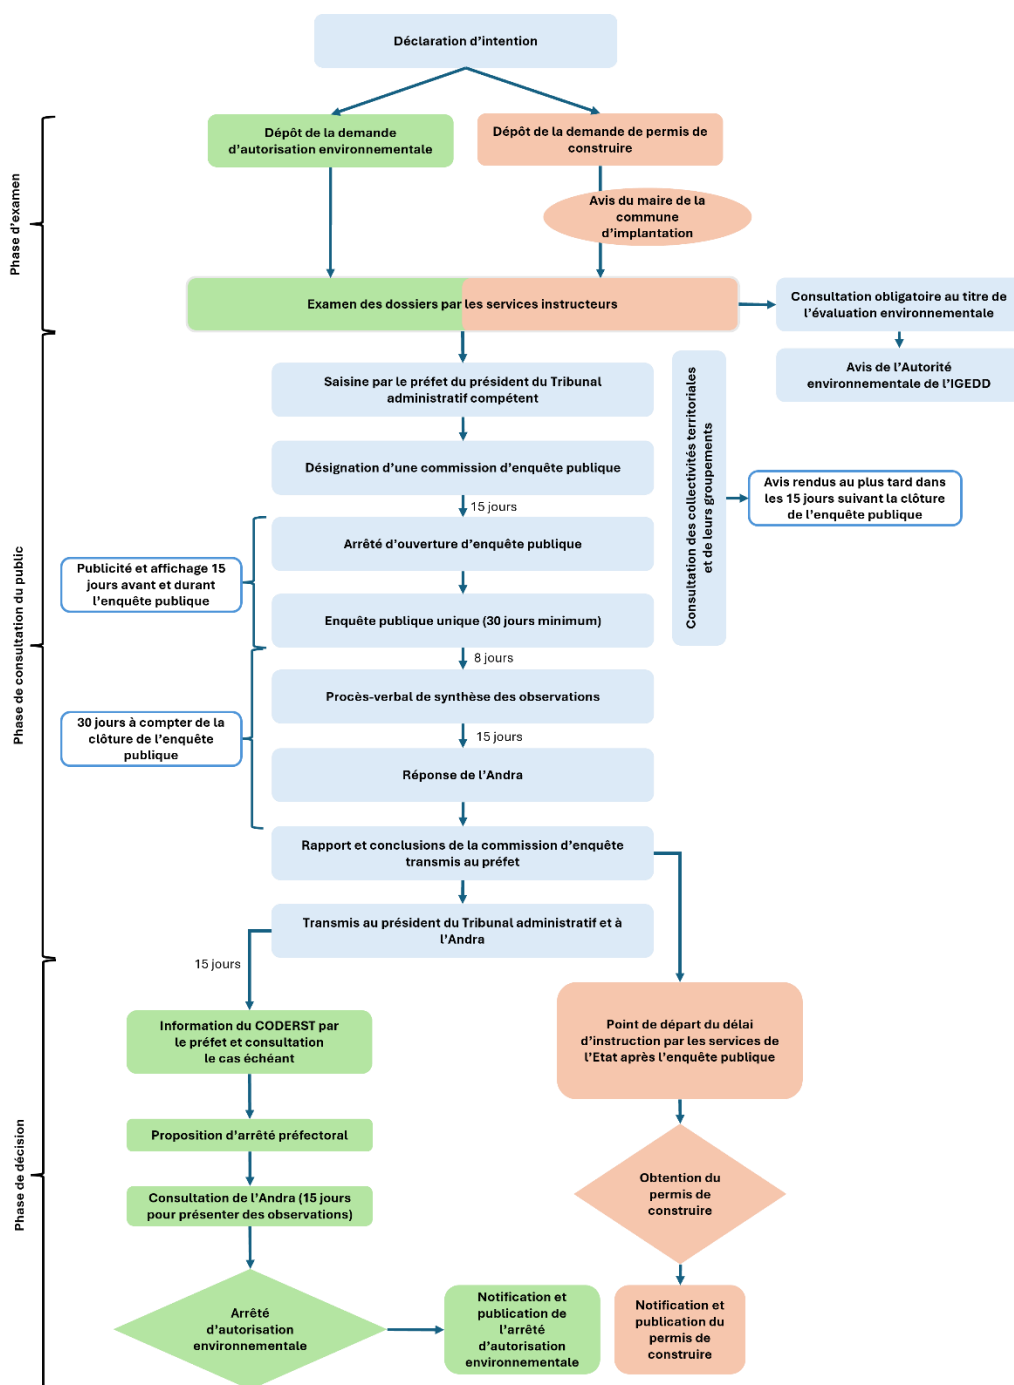 Déclaration d'intention
Phase d'examen
Dépôt de la demande
d'autorisation environnementale
Dépôt de la demande de permis de
construire
Avis du maire de la
commune
d'implantation
Examen des dossiers par les services instructeurs
Consultation obligatoire au titre de
l'évaluation environnementale
Avis de l'Autorité
environnementale de l'IGEDD
Phase de consultation du public
Saisine par le préfet du président du Tribunal
administratif compétent
Désignation d'une commission d'enquête publique
15 jours
Consultation des collectivités territoriales
et de leurs groupements
Avis rendus au plus tard dans
les 15 jours suivant la clôture
de l'enquête publique
Arrêté d'ouverture d'enquête publique
Publicité et affichage 15
jours avant et durant
l'enquête publique
Enquête publique unique (30 jours minimum)
8 jours
Procès-verbal de synthèse des observations
30 jours à compter de la
clôture de l'enquête
publique
15 jours
Réponse de l'Andra
Rapport et conclusions de la commission d'enquête
transmis au préfet
Transmis au président du Tribunal administratif et à
l'Andra
Phase de décision
15 jours
Information du CODERST par
le préfet et consultation
le cas échéant
Point de départ du délai
d'instruction par les services de
l'Etat après l'enquête publique
Proposition d'arrêté préfectoral
Consultation de l'Andra (15 jours
pour présenter des observations)
Obtention du
permis de
construire
Arrêté
d'autorisation
environnementale
Notification et
publication de
l'arrêté
d'autorisation
environnementale
Notification et
publication du
permis de
construire